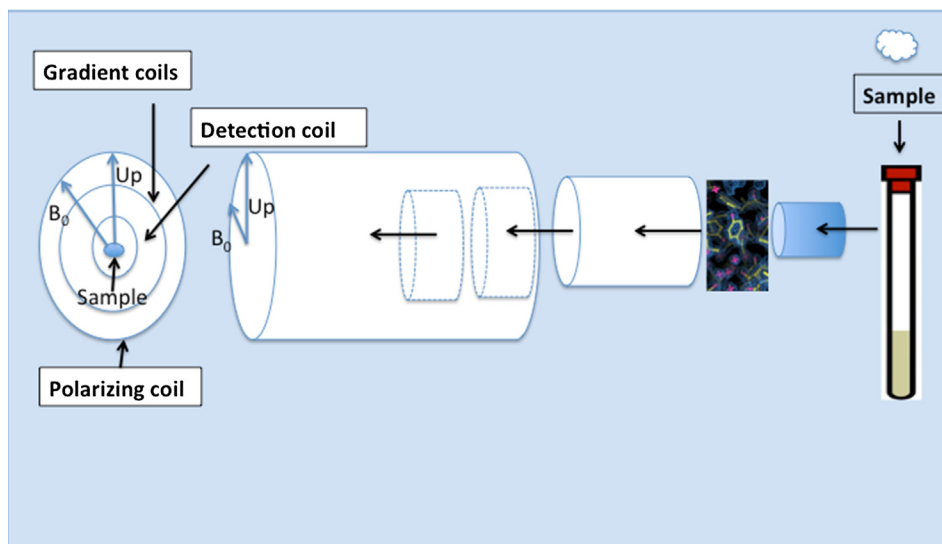 Gradient coils
Sample
Detection coil
Up
B0
Up
B0
Sample
Polarizing coil